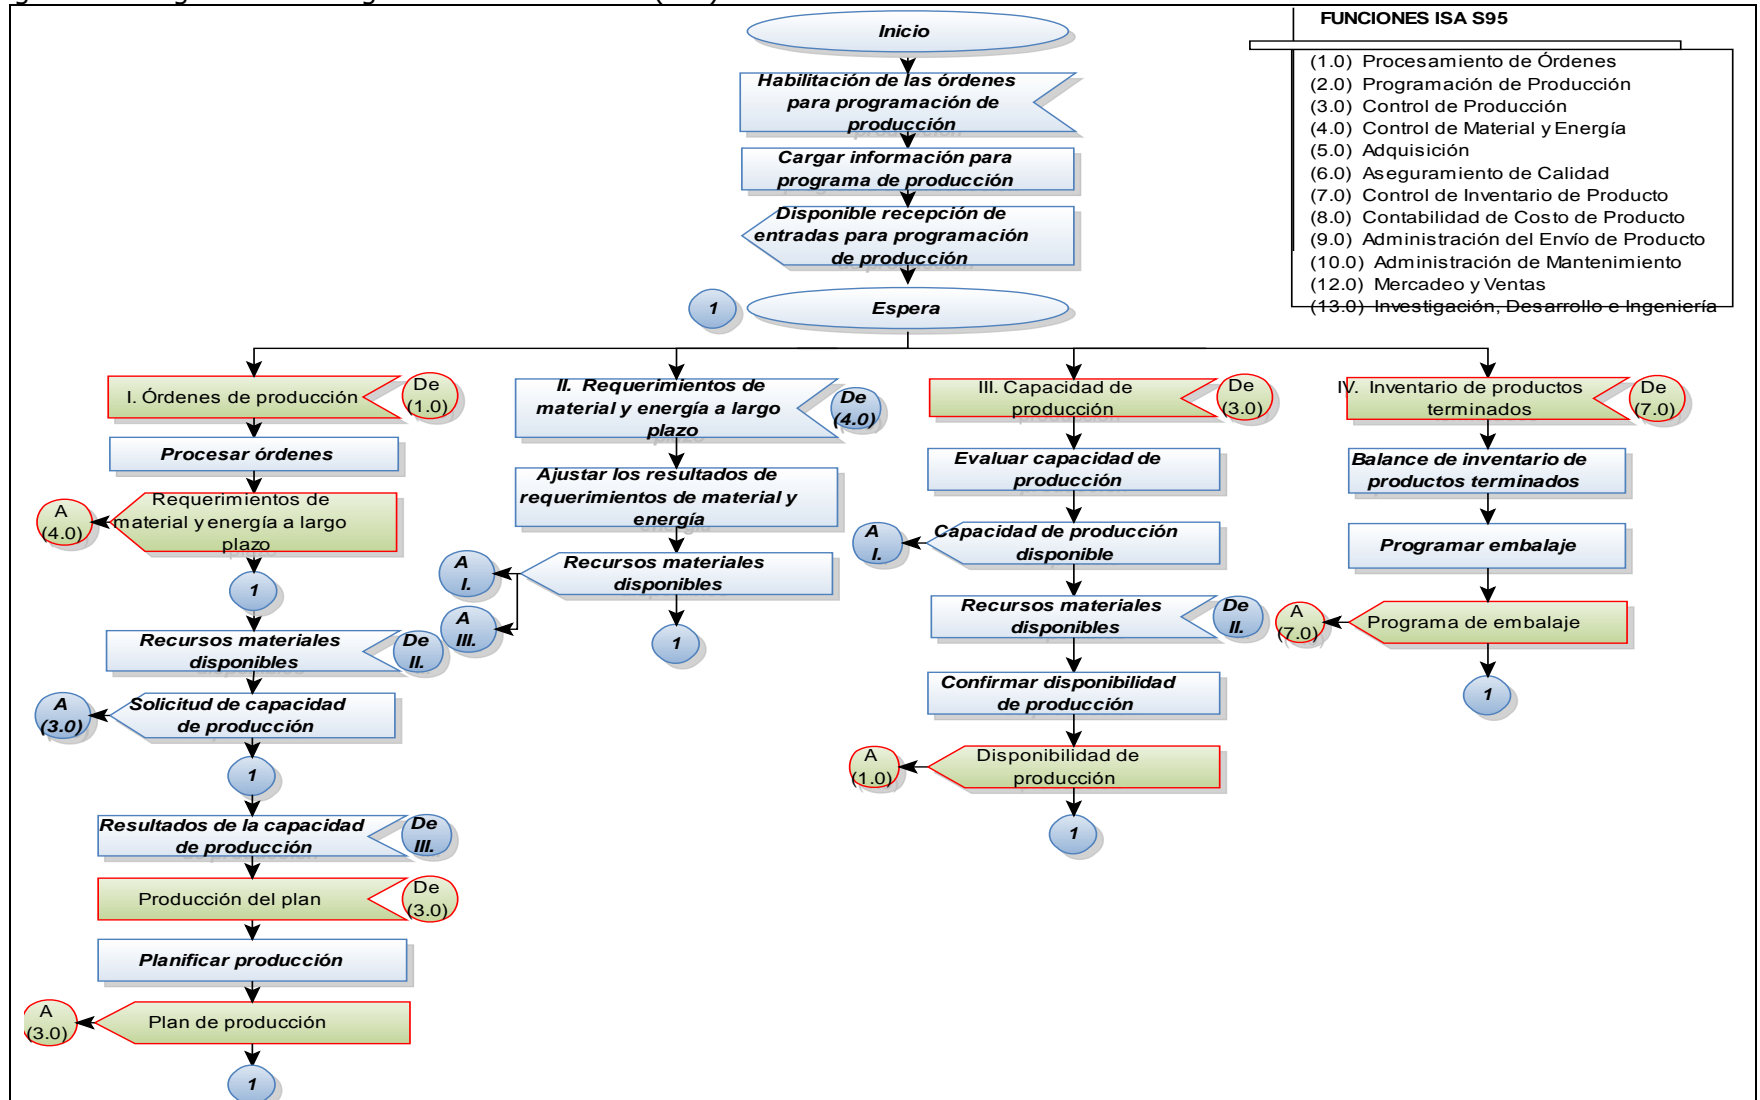 Inicio
Habilitación de las órdenes
para programación de
producción
Cargar información para
programa de producción
Disponible recepción de
entradas para programación
de producción
1
Espera
FUNCIONES ISA S95
(1.0) Procesamiento de Órdenes
(2.0) Programación de Producción
(3.0) Control de Producción
(4.0) Control de Material y Energía
(5.0) Adquisición
(6.0) Aseguramiento de Calidad
(7.0) Control de Inventario de Producto
(8.0) Contabilidad de Costo de Producto
(9.0) Administración del Envío de Producto
(10.0) Administración de Mantenimiento
(12.0) Mercadeo y Ventas
(13.0) Investigación, Desarrollo e Ingeniería
I. Órdenes de producción
De
(1.0)
Procesar órdenes
Requerimientos de
material y energía a largo
plazo
A
(4.0)
1
Recursos materiales
disponibles
De
II.
Solicitud de capacidad
de producción
A
(3.0)
1
Resultados de la capacidad
de producción
De
III.
Producción del plan
De
(3.0)
Planificar producción
Plan de producción
A
(3.0)
1
II. Requerimientos de
material y energía a largo
plazo
De
(4.0)
Ajustar los resultados de
requerimientos de material y
energía
Recursos materiales
disponibles
A
I.
A
III.
1
III. Capacidad de
producción
De
(3.0)
Evaluar capacidad de
producción
Capacidad de producción
disponible
A
I.
Recursos materiales
disponibles
De
II.
Confirmar disponibilidad
de producción
Disponibilidad de
producción
A
(1.0)
1
IV. Inventario de productos
terminados
De
(7.0)
Balance de inventario de
productos terminados
Programar embalaje
Programa de embalaje
A
(7.0)
1